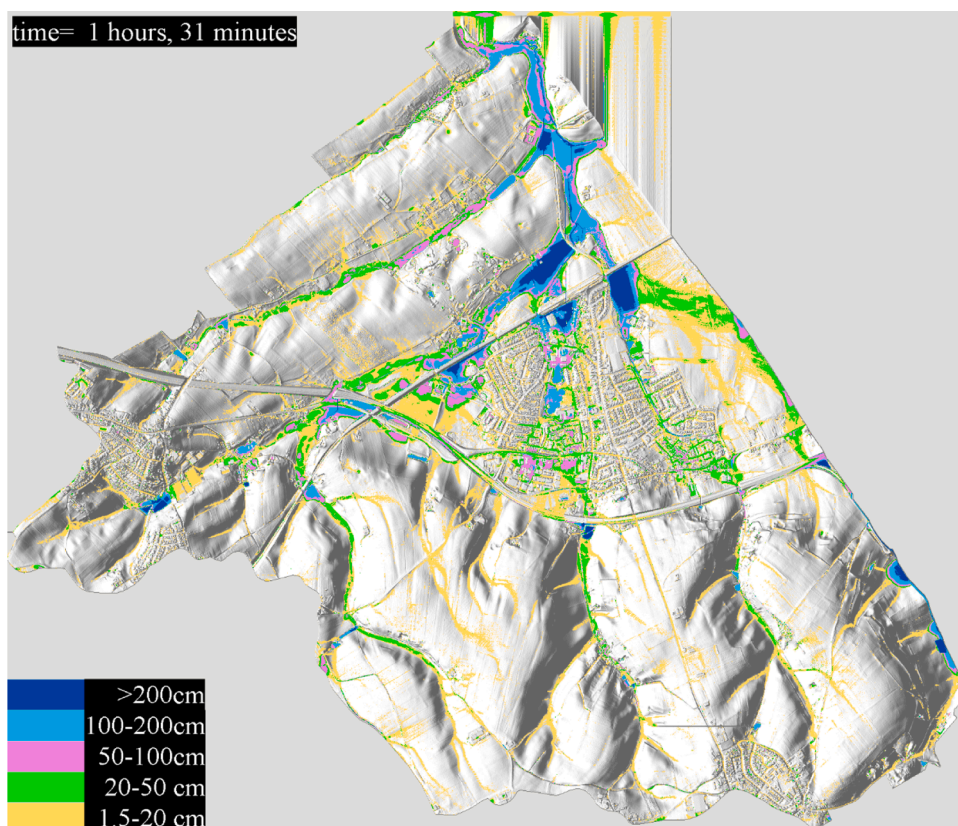 time= 1 hours, 31 minutes
>200cm
100-200cm
50-100cm
20-50 cm
1.5-20 cm